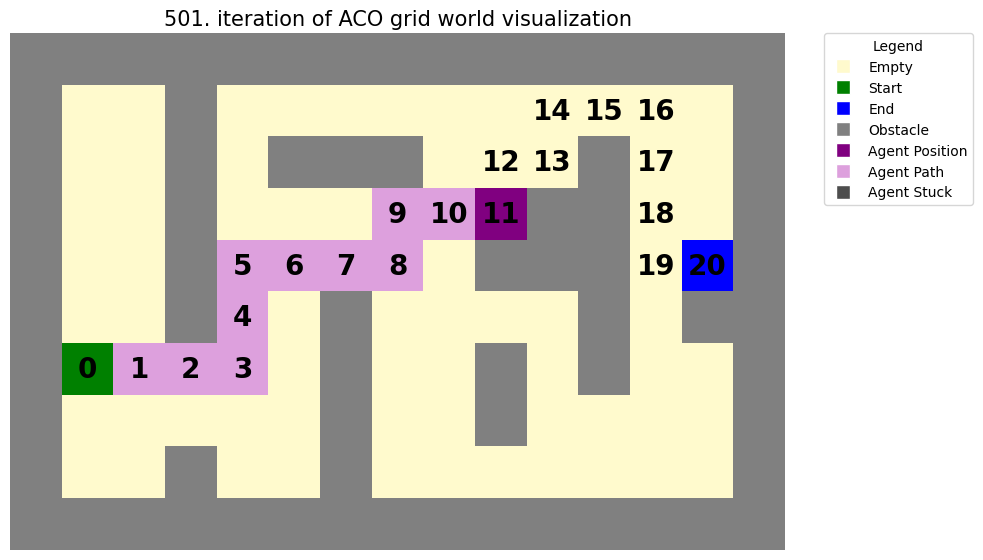 501. iteration of ACO grid world visualization
14 15 16
12 13 17
9 10 11 18
5 6 7 8 19 20
4
0 1 2 3
Legend
Empty
Start
End
Obstacle
Agent Position
Agent Path
Agent Stuck